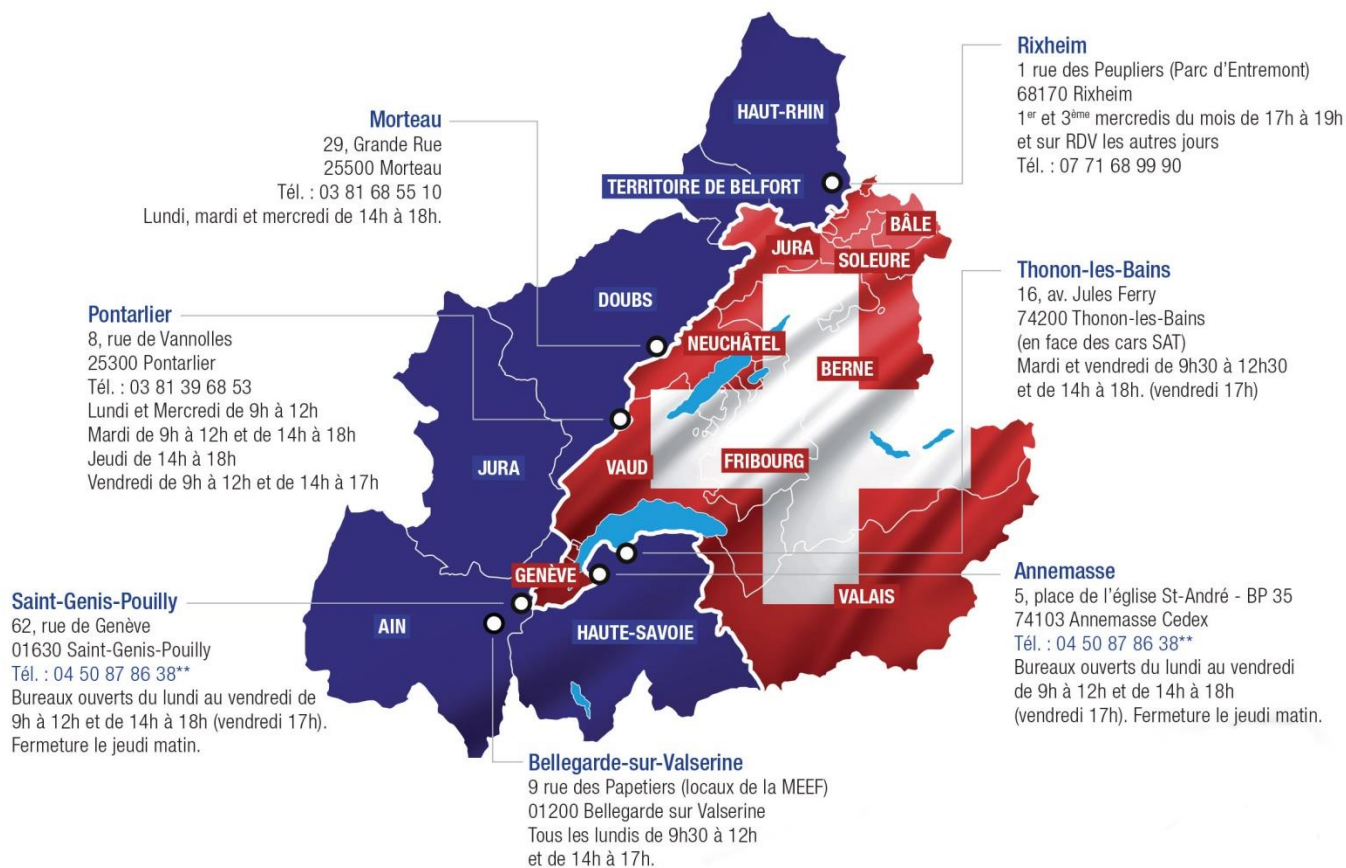 Rixheim
1 rue des Peupliers (Parc d'Entremont)
68170 Rixheim
1er et 3ème mercredis du mois de 17h à 19h
et sur RDV les autres jours
Tél. : 07 71 68 99 90
HAUT-RHIN
Morteau
29, Grande Rue
25500 Morteau
Tél. : 03 81 68 55 10
Lundi, mardi et mercredi de 14h à 18h.
TERRITOIRE DE BELFORT
BÂLE
JURA
SOLEURE
Thonon-les-Bains
16, av. Jules Ferry
74200 Thonon-les-Bains
(en face des cars SAT)
Mardi et vendredi de 9h30 à 12h30
et de 14h à 18h. (vendredi 17h)
DOUBS
Pontarlier
8, rue de Vannolles
25300 Pontarlier
Tél. : 03 81 39 68 53
Lundi et Mercredi de 9h à 12h
Mardi de 9h à 12h et de 14h à 18h
Jeudi de 14h à 18h
Vendredi de 9h à 12h et de 14h à 17h
NEUCHÂTEL
BERNE
JURA
VAUD
FRIBOURG
GENÈVE
VALAIS
Annemasse
5, place de l'église St-André - BP 35
74103 Annemasse Cedex
Tél. : 04 50 87 86 38**
Bureaux ouverts du lundi au vendredi
de 9h à 12h et de 14h à 18h
(vendredi 17h). Fermeture le jeudi matin.
Saint-Genis-Pouilly
62, rue de Genève
01630 Saint-Genis-Pouilly
Tél. : 04 50 87 86 38**
Bureaux ouverts du lundi au vendredi de
9h à 12h et de 14h à 18h (vendredi 17h).
Fermeture le jeudi matin.
AIN
HAUTE-SAVOIE
Bellegarde-sur-Valserine
9 rue des Papetiers (locaux de la MEEF)
01200 Bellegarde sur Valserine
Tous les lundis de 9h30 à 12h
et de 14h à 17h.